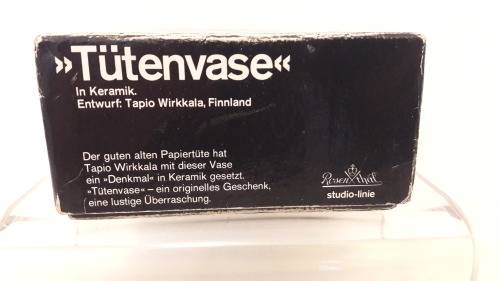 »Tütenvase«
In Keramik.
Entwurf: Tapio Wirkkala, Finnland
Der guten alten Papiertüte hat
Tapio Wirkkala mit dieser Vase
ein »Denkmal« in Keramik gesetzt.
»Tütenvase« – ein originelles Geschenk,
eine lustige Überraschung.
Rosenthal
studio-linie